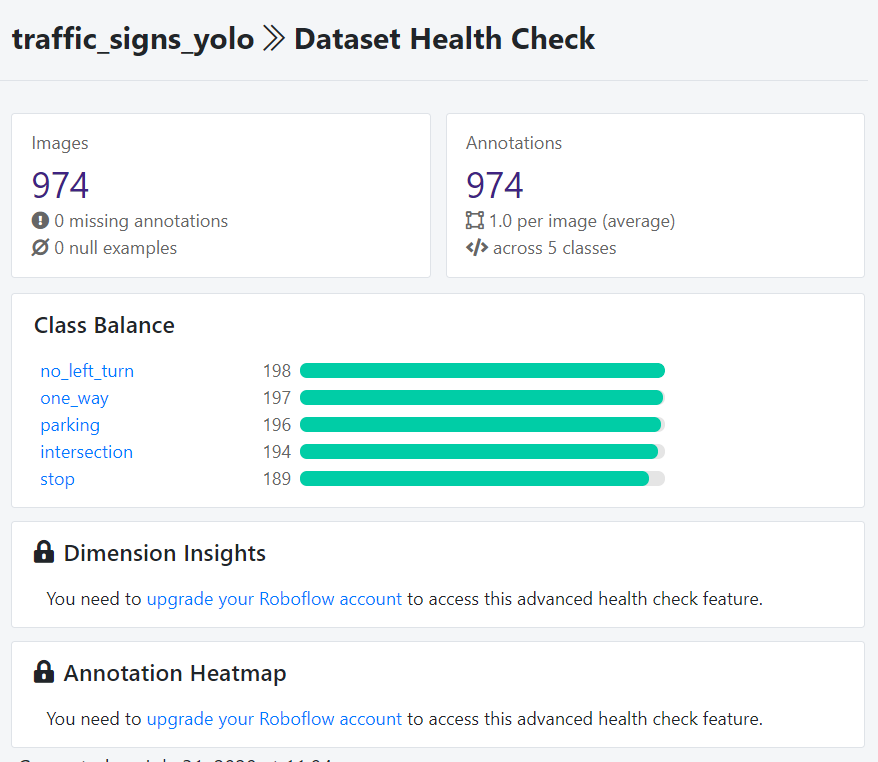 traffic_signs_yolo » Dataset Health Check
Images
974
0 missing annotations
0 null examples
Annotations
974
1.0 per image (average)
</> across 5 classes
Class Balance
no_left_turn 198
one_way 197
parking 196
intersection 194
stop 189
Dimension Insights
You need to upgrade your Roboflow account to access this advanced health check feature.
Annotation Heatmap
You need to upgrade your Roboflow account to access this advanced health check feature.